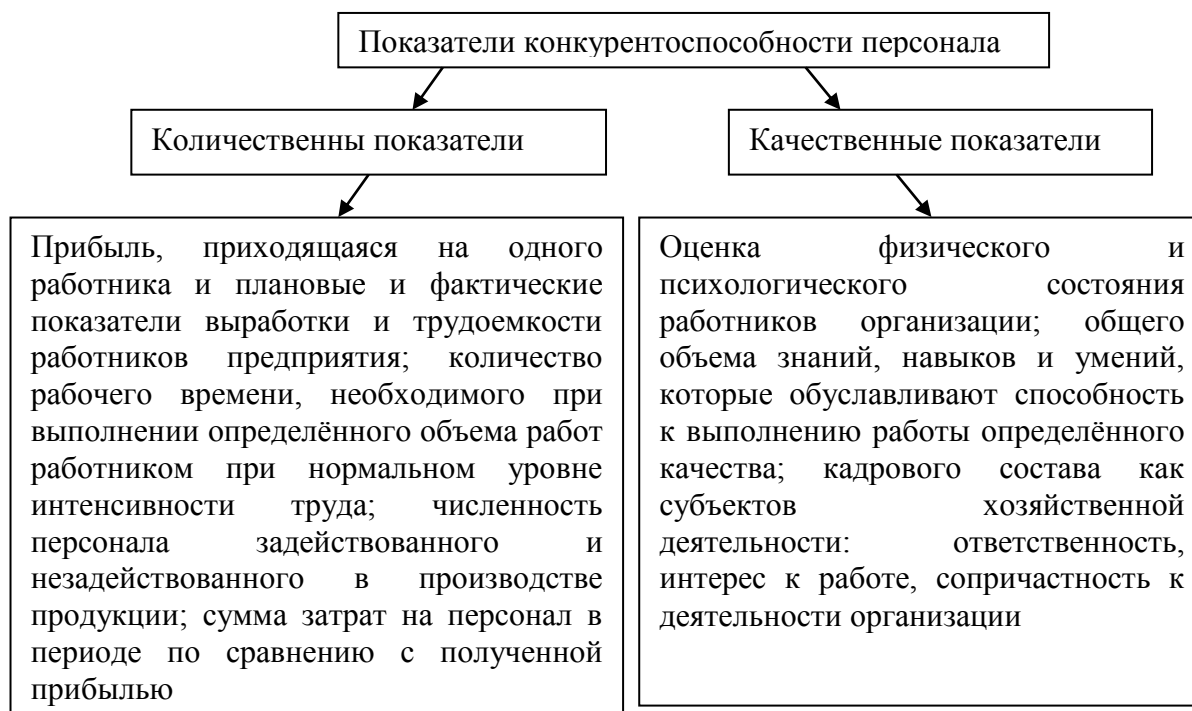 Показатели конкурентоспособности персонала
Количественны показатели
Качественные показатели
Прибыль, приходящаяся на одного
работника и плановые и фактические
показатели выработки и трудоемкости
работников предприятия; количество
рабочего времени, необходимого при
выполнении определённого объема работ
работником при нормальном уровне
интенсивности труда; численность
персонала задействованного и
незадействованного в производстве
продукции; сумма затрат на персонал в
периоде по сравнению с полученной
прибылью
Оценка физического и
психологического состояния
работников организации; общего
объема знаний, навыков и умений,
которые обуславливают способность
к выполнению работы определённого
качества; кадрового состава как
субъектов хозяйственной
деятельности: ответственность,
интерес к работе, сопричастность к
деятельности организации